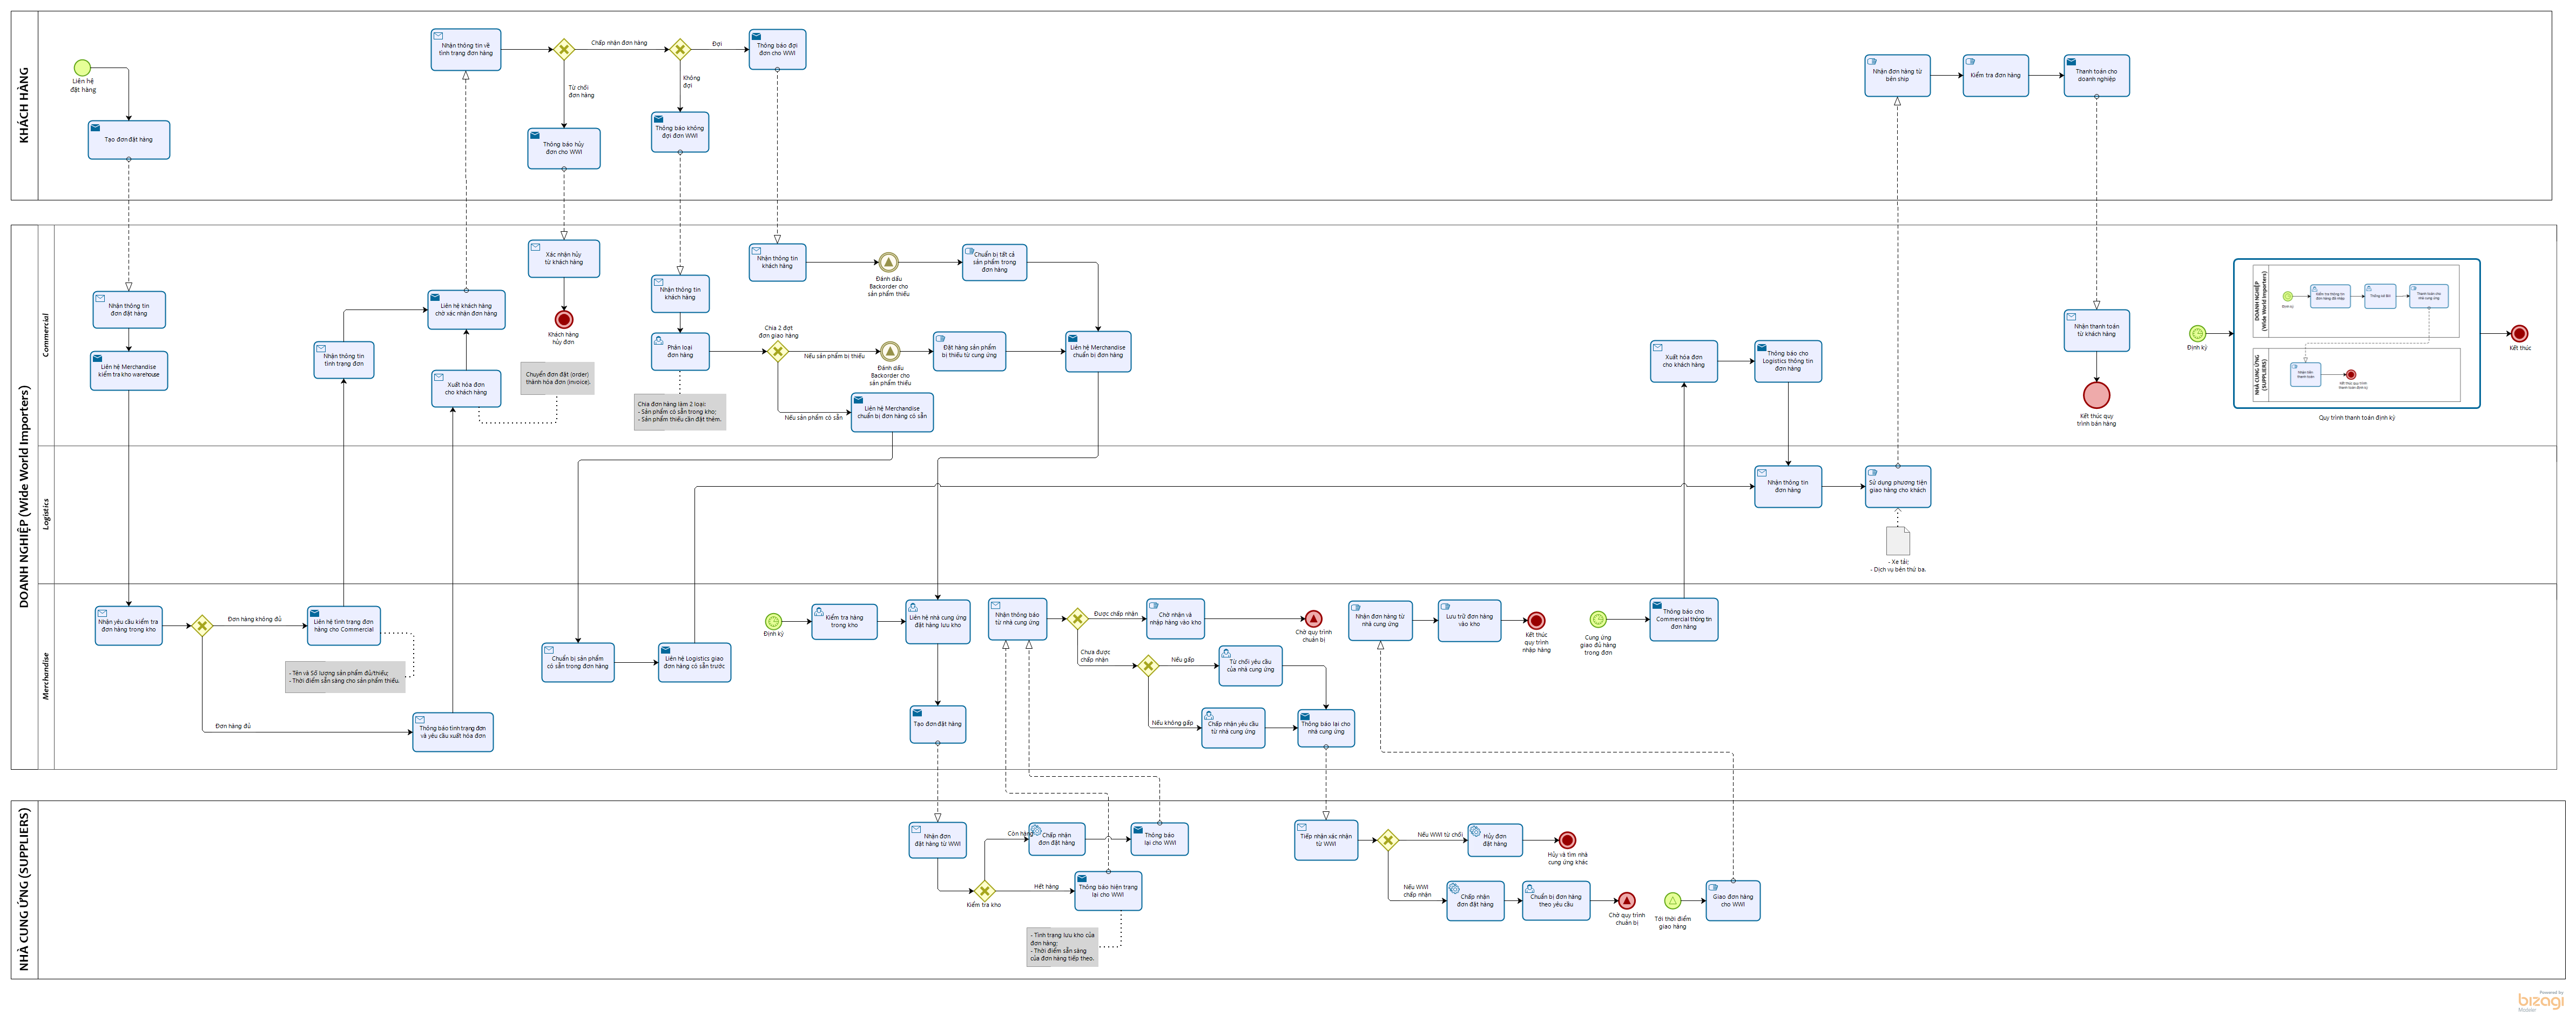 KHÁCH HÀNG
Liên hệ
đặt hàng
Tạo đơn đặt hàng
Nhận thông tin về
tình trạng đơn hàng
Chấp nhận đơn hàng
Từ chối
đơn hàng
Thông báo hủy
đơn cho WWI
Đợi
Không
đợi
Thông báo không
đợi đơn WWI
Thông báo đợi
đơn cho WWI
Nhận đơn hàng từ
bên ship
Kiểm tra đơn hàng
Thanh toán cho
doanh nghiệp
DOANH NGHIỆP (Wide World Importers)
Commercial
Nhận thông tin
đơn đặt hàng
Liên hệ Merchandise
kiểm tra kho warehouse
Nhận thông tin
tình trạng đơn
Liên hệ khách hàng
chờ xác nhận đơn hàng
Xuất hóa đơn
cho khách hàng
Chuyển đơn đặt (order)
thành hóa đơn (invoice).
Xác nhận hủy
từ khách hàng
Khách hàng
hủy đơn
Nhận thông tin
khách hàng
Phân loại
đơn hàng
Chia đơn hàng làm 2 loại:
- Sản phẩm có sẵn trong kho;
- Sản phẩm thiếu cần đặt thêm.
Nhận thông tin
khách hàng
Đánh dấu
Backorder cho
sản phẩm thiếu
Chuẩn bị tất cả
sản phẩm trong
đơn hàng
Chia 2 đợt
đơn giao hàng
Nếu sản phẩm bị thiếu
Đánh dấu
Backorder cho
sản phẩm thiếu
Đặt hàng sản phẩm
bị thiếu từ cung ứng
Liên hệ Merchandise
chuẩn bị đơn hàng
Nếu sản phẩm có sẵn
Liên hệ Merchandise
chuẩn bị đơn hàng có sẵn
Xuất hóa đơn
cho khách hàng
Thông báo cho
Logistics thông tin
đơn hàng
Nhận thanh toán
từ khách hàng
Kết thúc quy
trình bán hàng
Định kỳ
DOANH NGHIỆP
(Wide World Importers)
Định kỳ
Kiểm tra thông tin
đơn hàng đã nhập
Thanh toán cho
nhà cung ứng
NHÀ CUNG ỨNG
(SUPPLIERS)
Nhận tiền
thanh toán
Kết thúc quy trình
thanh toán định kỳ
Quy trình thanh toán định kỳ
Kết thúc
Logistics
Nhận thông tin
đơn hàng
Sử dụng phương tiện
giao hàng cho khách
- Xe tải;
- Dịch vụ bên thứ ba.
Merchandise
Nhận yêu cầu kiểm tra
đơn hàng trong kho
Đơn hàng không đủ
Liên hệ tình trạng đơn
hàng cho Commercial
- Tên và Số lượng sản phẩm đủ/thiếu;
- Thời điểm sẵn sàng cho sản phẩm thiếu.
Đơn hàng đủ
Thông báo tình trạng đơn
và yêu cầu xuất hóa đơn
Chuẩn bị sản phẩm
có sẵn trong đơn hàng
Liên hệ Logistics giao
đơn hàng có sẵn trước
Định kỳ
Kiểm tra hàng
trong kho
Liên hệ nhà cung ứng
đặt hàng lưu kho
Tạo đơn đặt hàng
Nhận thông báo
từ nhà cung ứng
Được chấp nhận
Chờ nhận và
nhập hàng vào kho
Chờ quy trình
chuẩn bị
Chưa được
chấp nhận
Nếu gấp
Từ chối yêu cầu
của nhà cung ứng
Nếu không gấp
Chấp nhận yêu cầu
từ nhà cung ứng
Thông báo lại cho
nhà cung ứng
Nhận đơn hàng từ
nhà cung ứng
Lưu trữ đơn hàng
vào kho
Kết thúc
quy trình
nhập hàng
Cung ứng
giao đủ hàng
trong đơn
Thông báo cho
Commercial thông tin
đơn hàng
NHÀ CUNG ỨNG (SUPPLIERS)
Nhận đơn
đặt hàng từ WWI
Kiểm tra kho
Còn hàng
Chấp nhận
đơn đặt hàng
Thông báo
lại cho WWI
Hết hàng
Thông báo hiện trạng
lại cho WWI
- Tình trạng lưu kho của
đơn hàng;
- Thời điểm sẵn sàng
của đơn hàng tiếp theo.
Tiếp nhận xác nhận
từ WWI
Nếu WWI từ chối
Hủy đơn
đặt hàng
Hủy và tìm nhà
cung ứng khác
Nếu WWI
chấp nhận
Chấp nhận
đơn đặt hàng
Chuẩn bị đơn hàng
theo yêu cầu
Chờ quy trình
chuẩn bị
Tới thời điểm
giao hàng
Giao đơn hàng
cho WWI
Powered by
bizagi
Modeler